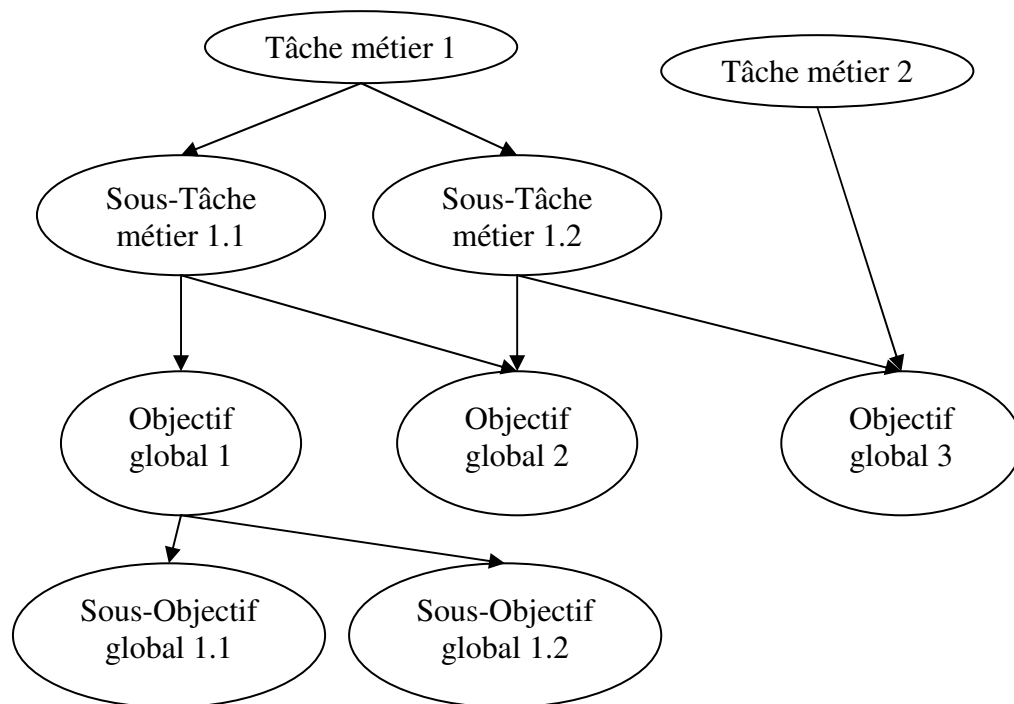 Tâche métier 1
Tâche métier 2
Sous-Tâche
métier 1.1
Sous-Tâche
métier 1.2
Objectif
global 1
Objectif
global 2
Objectif
global 3
Sous-Objectif
global 1.1
Sous-Objectif
global 1.2